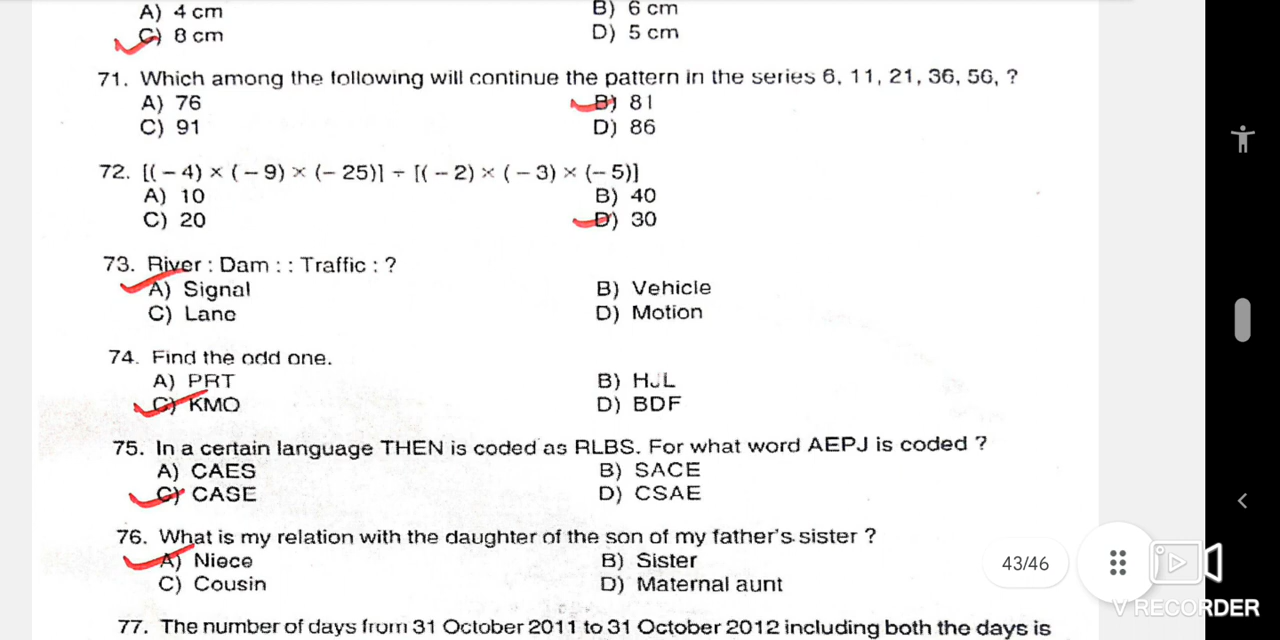 A) 4 cm
B) 6 cm
C) 8 cm
D) 5 cm
71. Which among the following will continue the pattern in the series 6, 11, 21, 36, 56, ?
A) 76
B) 81
C) 91
D) 86
72. [(– 4) × (– 9) × (– 25)] ÷ [(– 2) × (– 3) × (– 5)]
A) 10
B) 40
C) 20
D) 30
73. River : Dam : : Traffic : ?
A) Signal
B) Vehicle
C) Lane
D) Motion
74. Find the odd one.
A) PRT
B) HJL
C) KMO
D) BDF
75. In a certain language THEN is coded as RLBS. For what word AEPJ is coded ?
A) CAES
B) SACE
C) CASE
D) CSAE
76. What is my relation with the daughter of the son of my father's sister ?
A) Niece
B) Sister
C) Cousin
D) Maternal aunt
43/46
V RECORDER
77. The number of days from 31 October 2011 to 31 October 2012 including both the days is